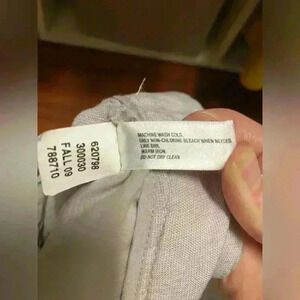 620798
300030
FALL 09
788710
MACHINE WASH COLD,
ONLY NON-CHLORINE BLEACH WHEN NEEDED
LINE DRY,
WARM IRON,
DO NOT DRY CLEAN